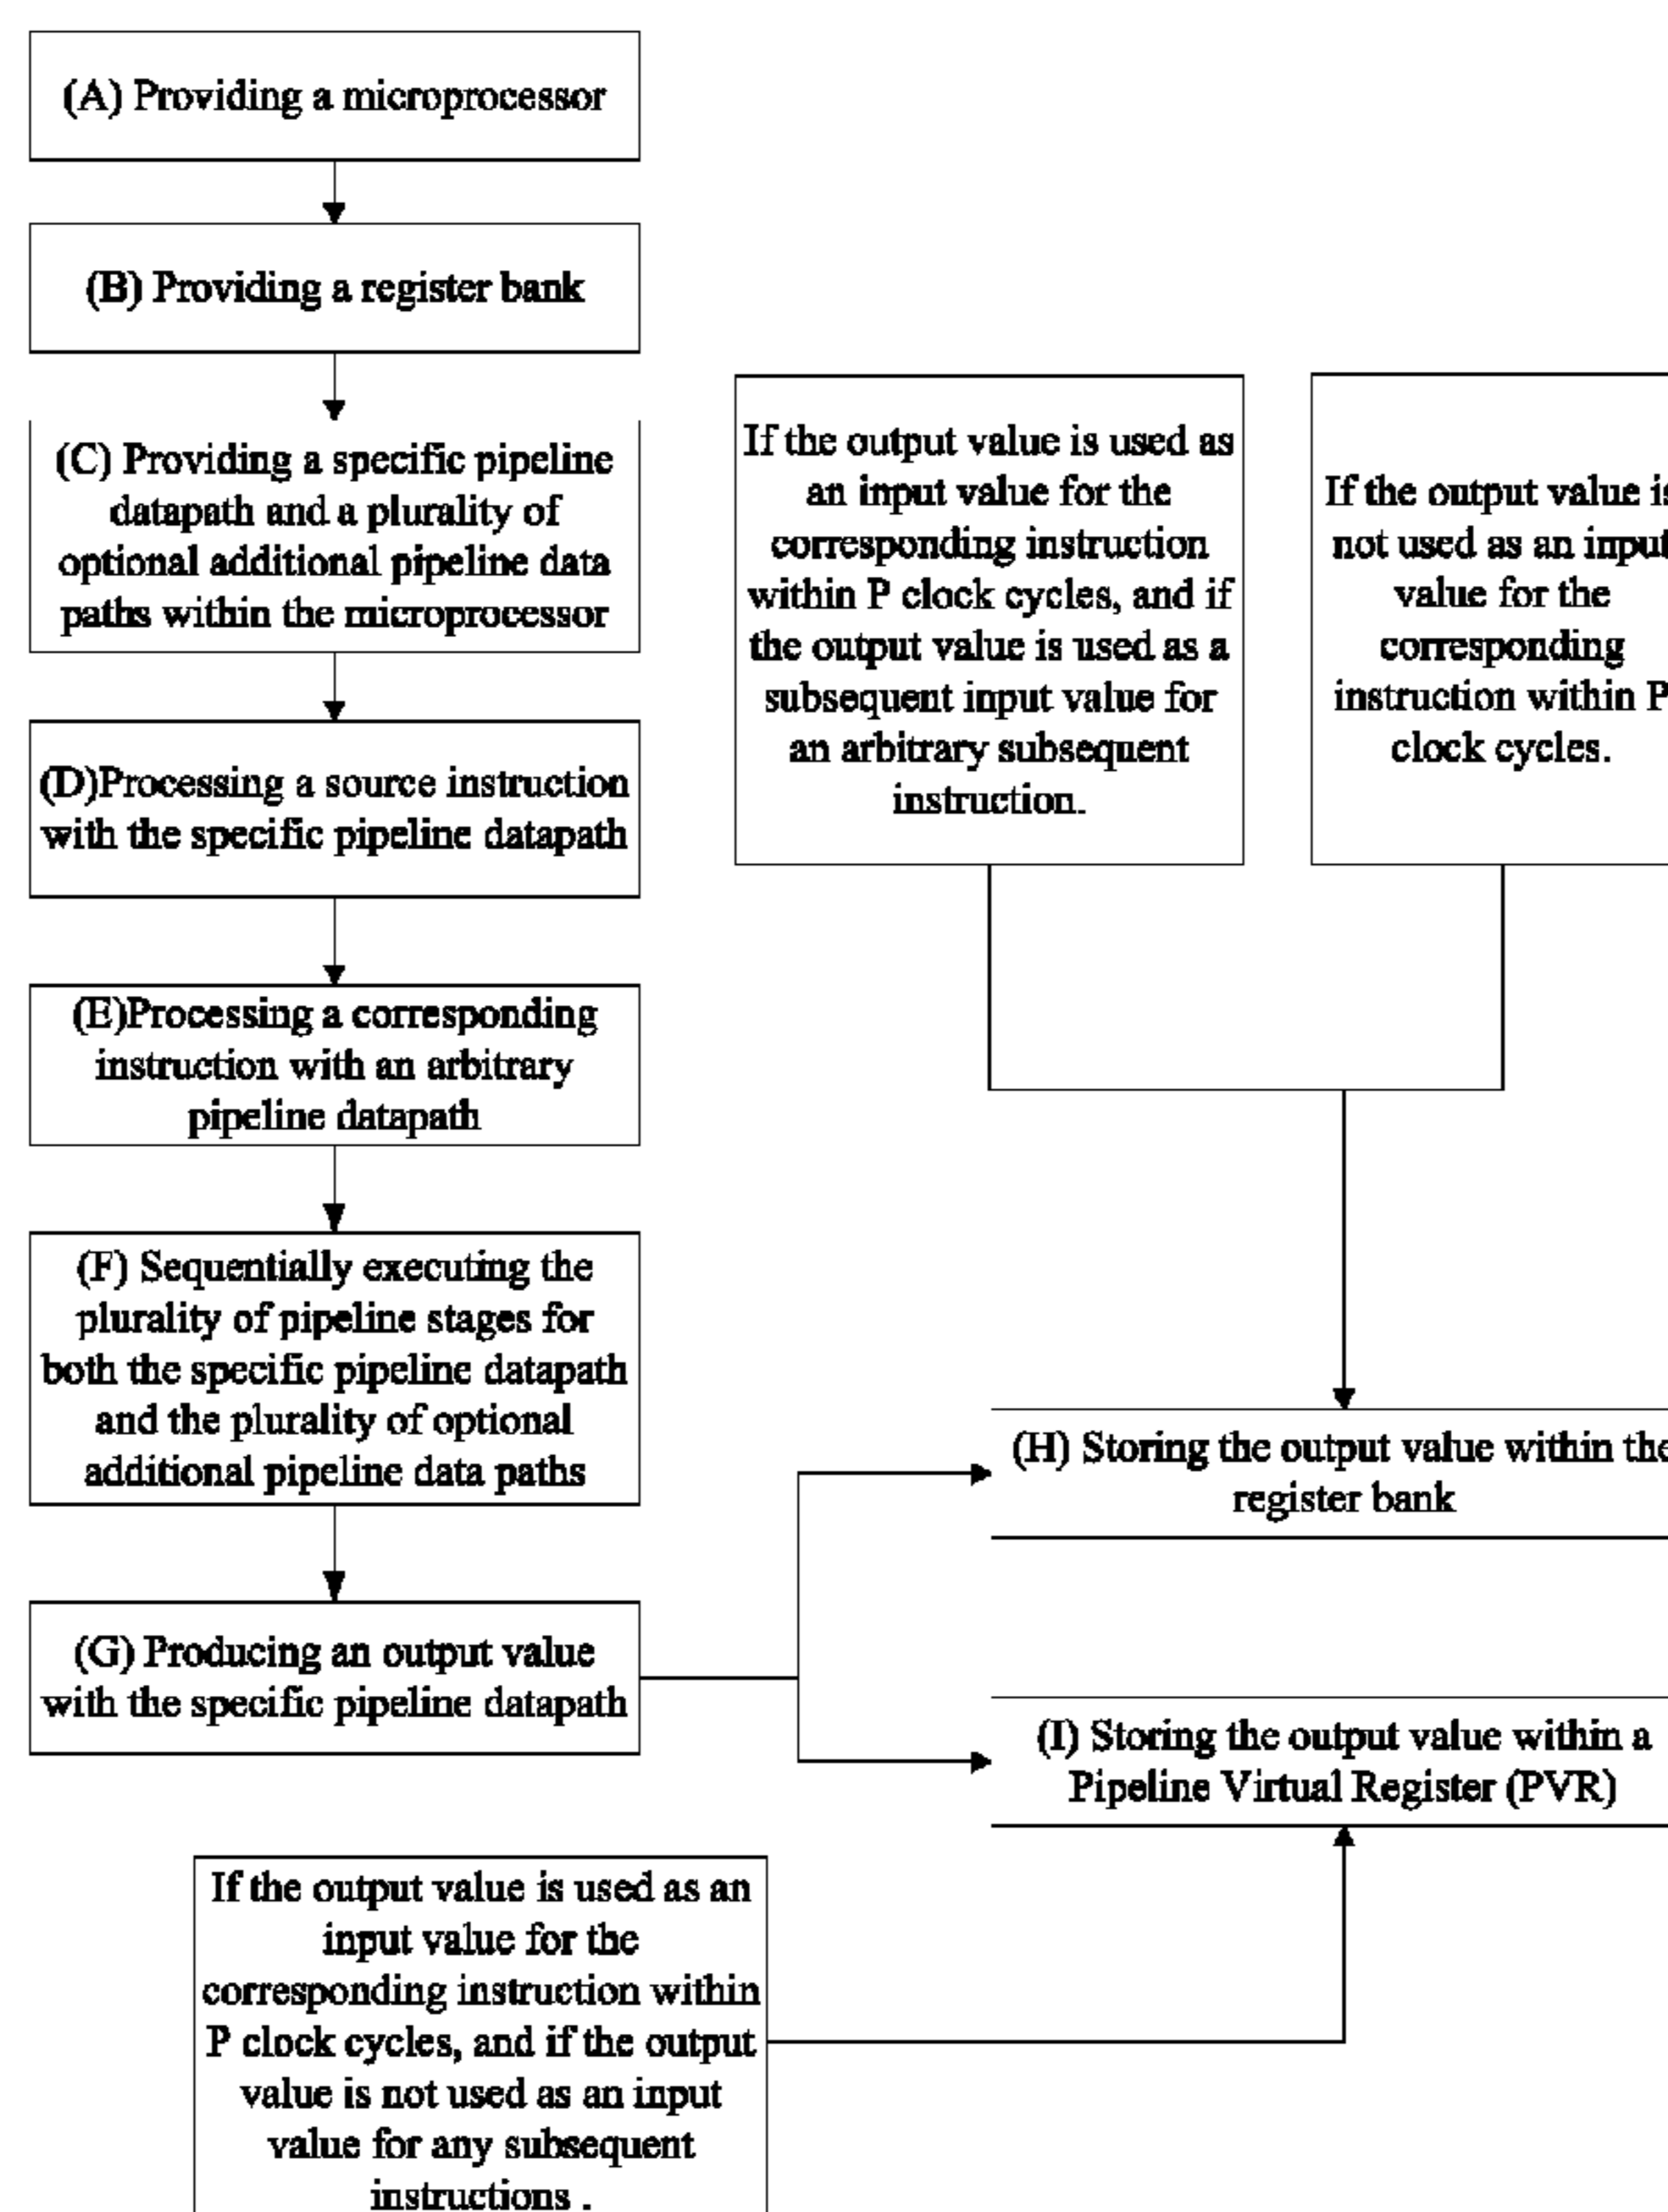 (A) Providing a microprocessor
(B) Providing a register bank
(C) Providing a specific pipeline
datapath and a plurality of
optional additional pipeline data
paths within the microprocessor
(D)Processing a source instruction
with the specific pipeline datapath
(E)Processing a corresponding
instruction with an arbitrary
pipeline datapath
(F) Sequentially executing the
plurality of pipeline stages for
both the specific pipeline datapath
and the plurality of optional
additional pipeline data paths
(G) Producing an output value
with the specific pipeline datapath
If the output value is used as
an input value for the
corresponding instruction
within P clock cycles, and if
the output value is used as a
subsequent input value for
an arbitrary subsequent
instruction.
If the output value is
not used as an input
value for the
corresponding
instruction within P
clock cycles.
(H) Storing the output value within the
register bank
(I) Storing the output value within a
Pipeline Virtual Register (PVR)
If the output value is used as an
input value for the
corresponding instruction within
P clock cycles, and if the output
value is not used as an input
value for any subsequent
instructions .